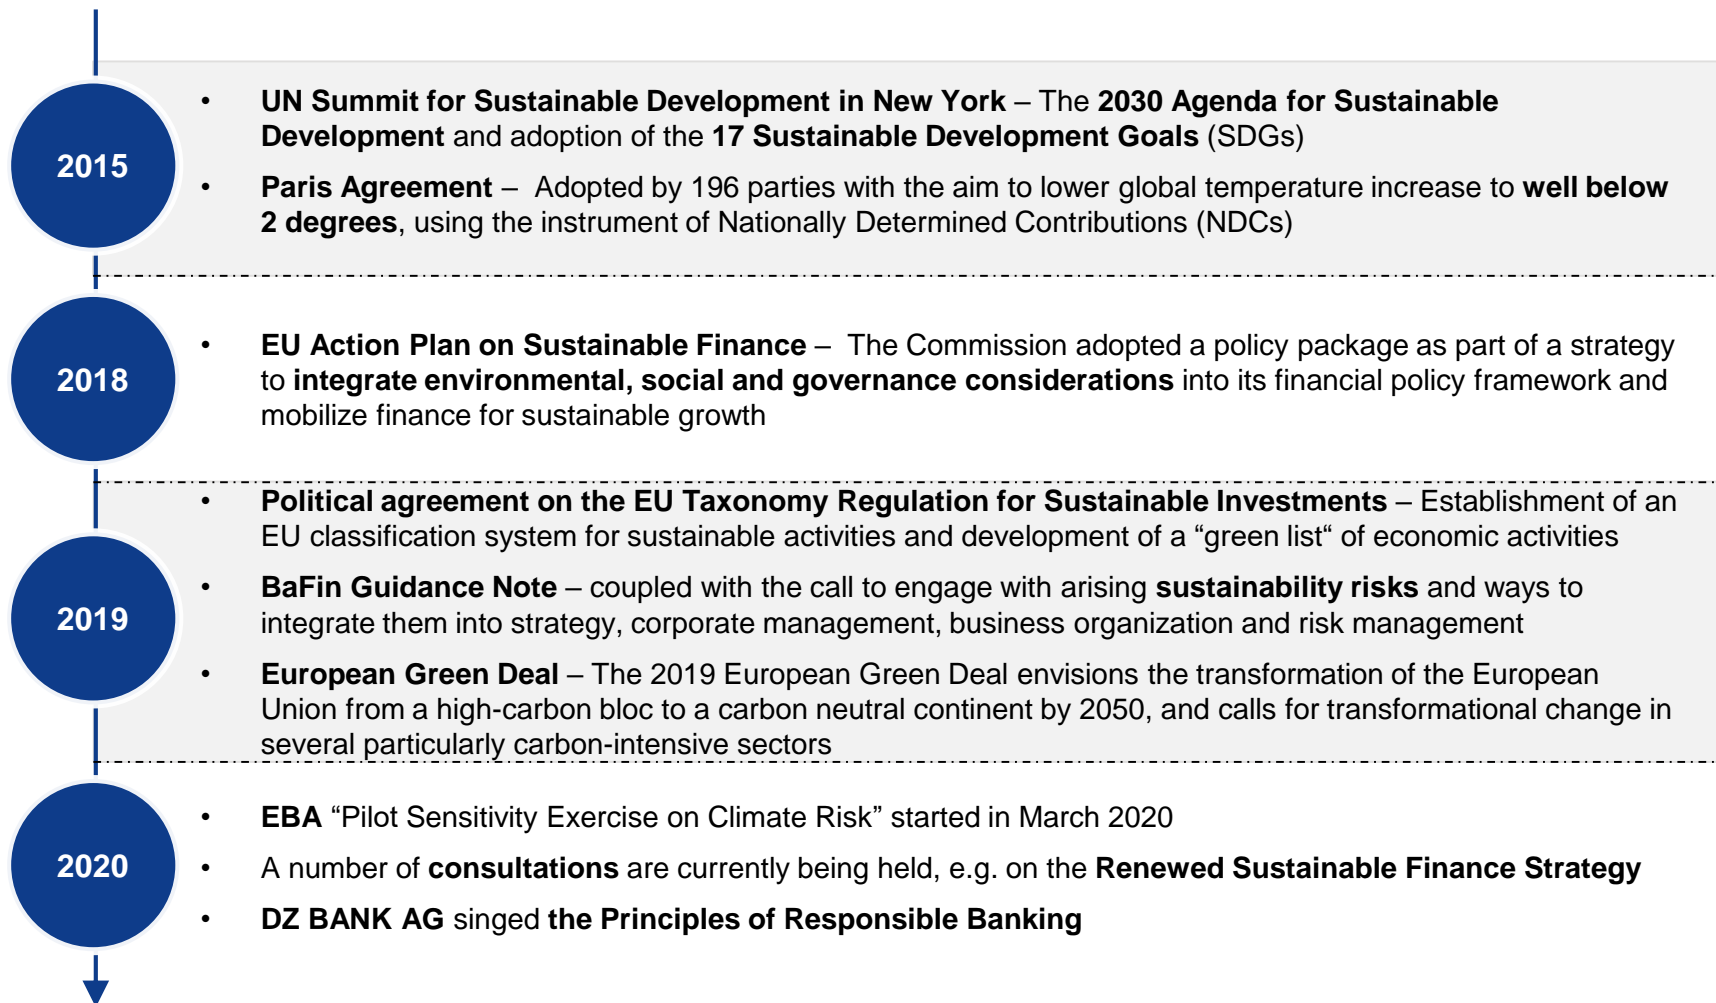 2015
• UN Summit for Sustainable Development in New York – The 2030 Agenda for Sustainable
Development and adoption of the 17 Sustainable Development Goals (SDGs)
• Paris Agreement – Adopted by 196 parties with the aim to lower global temperature increase to well below
2 degrees, using the instrument of Nationally Determined Contributions (NDCs)
2018
• EU Action Plan on Sustainable Finance – The Commission adopted a policy package as part of a strategy
to integrate environmental, social and governance considerations into its financial policy framework and
mobilize finance for sustainable growth
2019
• Political agreement on the EU Taxonomy Regulation for Sustainable Investments – Establishment of an
EU classification system for sustainable activities and development of a “green list“ of economic activities
• BaFin Guidance Note – coupled with the call to engage with arising sustainability risks and ways to
integrate them into strategy, corporate management, business organization and risk management
• European Green Deal – The 2019 European Green Deal envisions the transformation of the European
Union from a high-carbon bloc to a carbon neutral continent by 2050, and calls for transformational change in
several particularly carbon-intensive sectors
2020
• EBA “Pilot Sensitivity Exercise on Climate Risk” started in March 2020
• A number of consultations are currently being held, e.g. on the Renewed Sustainable Finance Strategy
• DZ BANK AG singed the Principles of Responsible Banking